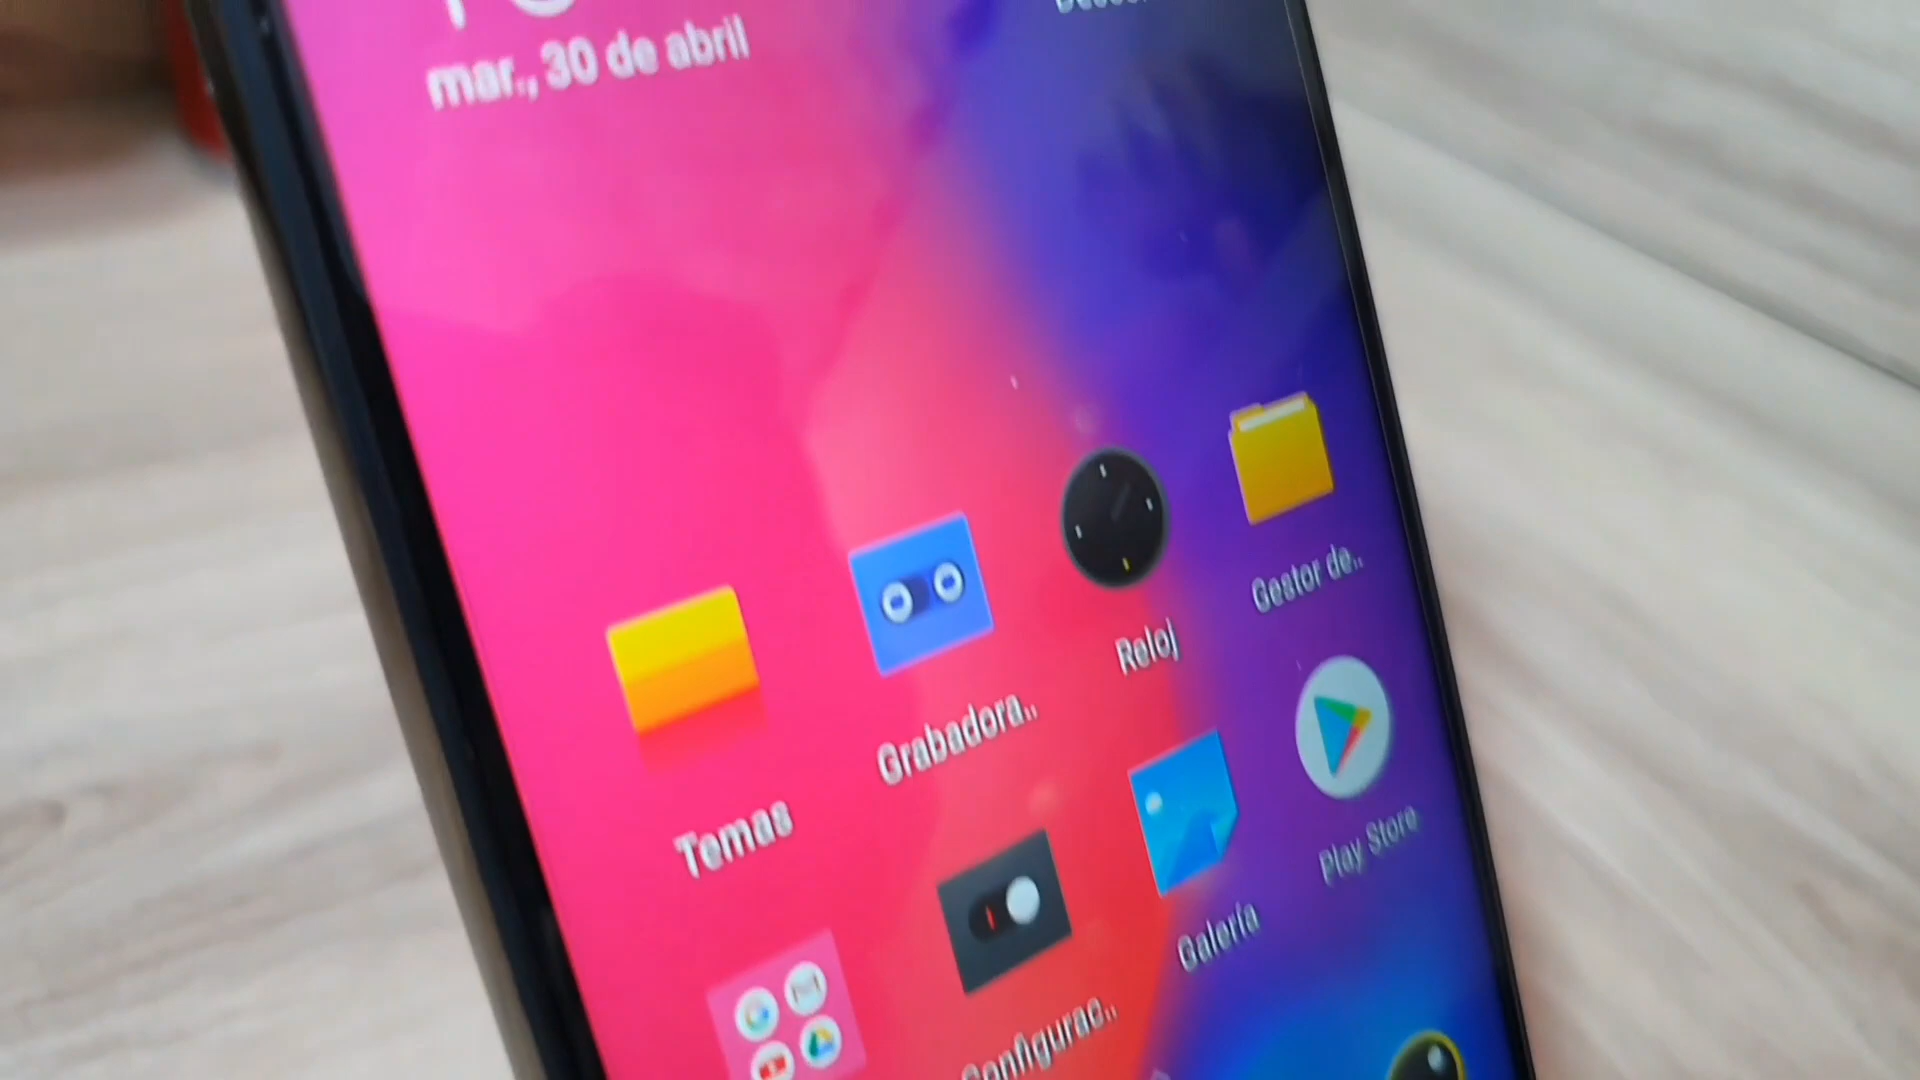 mar., 30 de abril
Temas
Grabadora..
Reloj
Gestor de..
Configurac..
Galería
Play Store